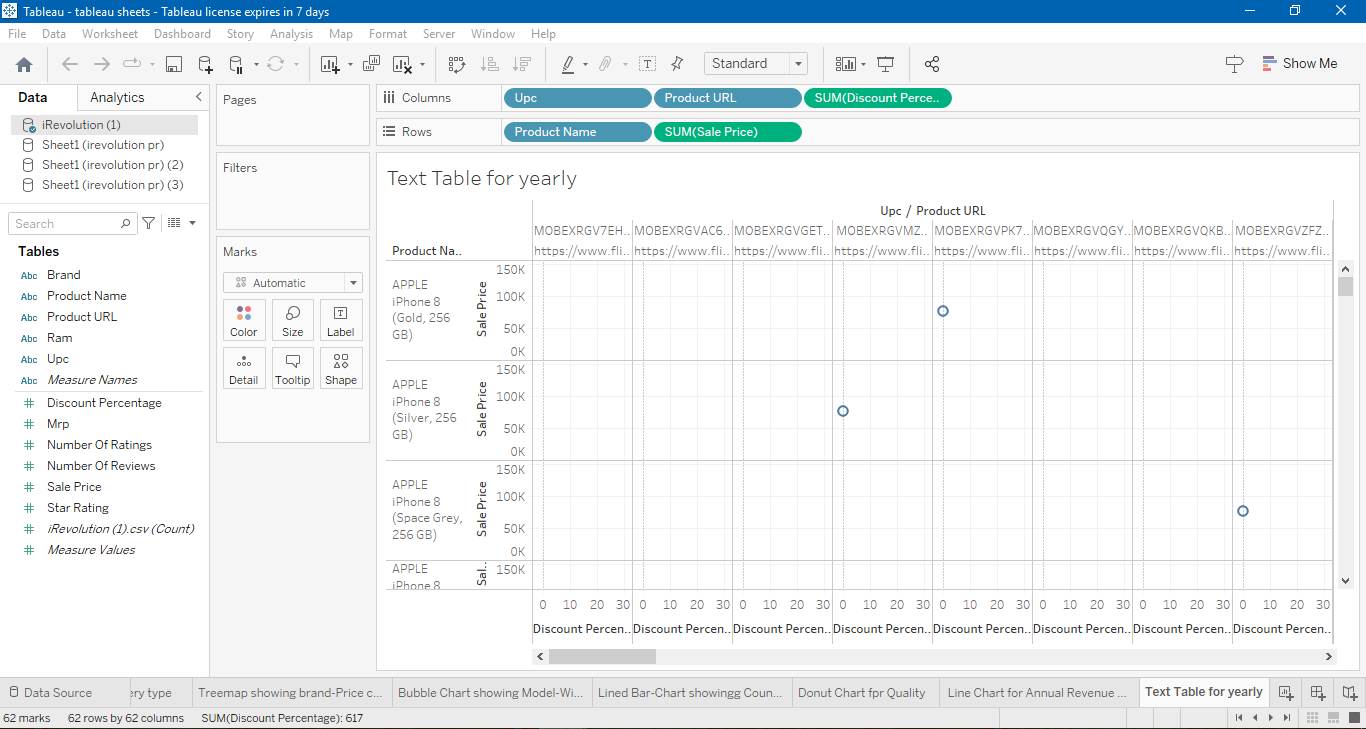 Tableau - tableau sheets - Tableau license expires in 7 days
File Data Worksheet Dashboard Story Analysis Map Format Server Window Help
Standard
Show Me
Data Analytics
iRevolution (1)
Sheet1 (irevolution pr)
Sheet1 (irevolution pr) (2)
Sheet1 (irevolution pr) (3)
Search
Tables
Abc Brand
Abc Product Name
Abc Product URL
Abc Ram
Abc Upc
Abc Measure Names
Discount Percentage
Mrp
Number Of Ratings
Number Of Reviews
Sale Price
Star Rating
iRevolution (1).csv (Count)
Measure Values
Pages
Filters
Marks
Automatic
Color Size Label
Detail Tooltip Shape
Columns Upc Product URL SUM(Discount Perce..
Rows Product Name SUM(Sale Price)
Text Table for yearly
Upc / Product URL
MOBEXRGV7EH.. MOBEXRGVAC6.. MOBEXRGVGET.. MOBEXRGVMZ.. MOBEXRGVPK7.. MOBEXRGVQGY.. MOBEXRGVQKB.. MOBEXRGVZFZ..
Product Na.. https://www.fli.. https://www.fli.. https://www.fli.. https://www.fli.. https://www.fli.. https://www.fli.. https://www.fli.. https://www.fli..
APPLE
iPhone 8
(Gold, 256
GB)
Sale Price
150K
100K
50K
0K
APPLE
iPhone 8
(Silver, 256
GB)
Sale Price
150K
100K
50K
0K
APPLE
iPhone 8
(Space Grey,
256 GB)
Sale Price
150K
100K
50K
0K
APPLE
iPhone 8
Sal..
150K
0 10 20 30 0 10 20 30 0 10 20 30 0 10 20 30 0 10 20 30 0 10 20 30 0 10 20 30 0 10 20 30
Discount Percen.. Discount Percen.. Discount Percen.. Discount Percen.. Discount Percen.. Discount Percen.. Discount Percen.. Discount Percen..
Data Source ery type Treemap showing brand-Price c... Bubble Chart showing Model-Wi... Lined Bar-Chart showingg Coun... Donut Chart fpr Quality Line Chart for Annual Revenue ... Text Table for yearly
62 marks 62 rows by 62 columns SUM(Discount Percentage): 617